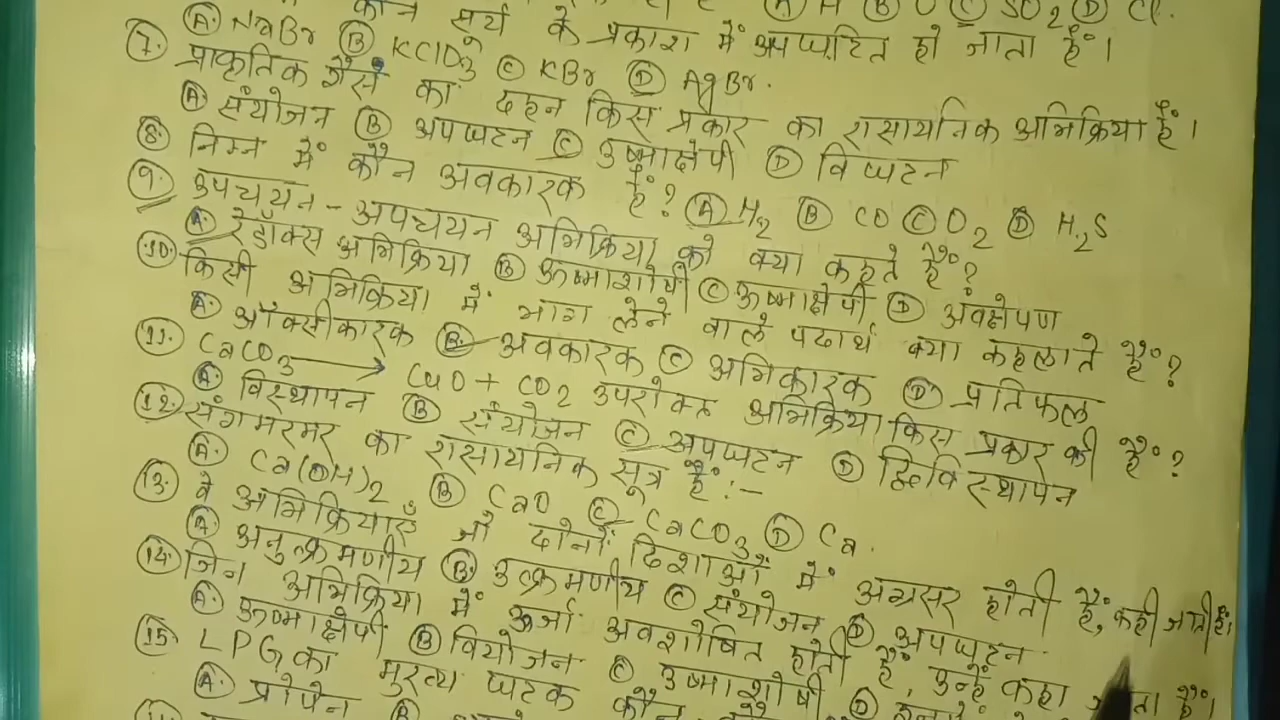 कौन सूर्य के प्रकाश में अपघटित हो जाता हैं।
(A) NaBr (B) KClO3 (C) KBr (D) AgBr.
7. प्राकृतिक गैस का दहन किस प्रकार का रासायनिक अभिक्रिया हैं।
(A) संयोजन (B) अपघटन (C) उष्माक्षेपी (D) विघटन
8. निम्न में कौन अवकारक हैं? (A) H2 (B) CO (C) O2 (D) H2S
9. उपचयन-अपचयन अभिक्रिया को क्या कहते हैं?
(A) रेडॉक्स अभिक्रिया (B) ऊष्माशोषी (C) ऊष्माक्षेपी (D) अवक्षेपण
10. किसी अभिक्रिया में भाग लेने वाले पदार्थ क्या कहलाते हैं?
(A) ऑक्सीकारक (B) अवकारक (C) अभिकारक (D) प्रतिफल
11. CaCO3 → CaO + CO2 उपरोक्त अभिक्रिया किस प्रकार की हैं?
(A) विस्थापन (B) संयोजन (C) अपघटन (D) द्विविस्थापन
12. संगमरमर का रासायनिक सूत्र हैं:-
(A) Ca(OH)2 (B) CaO (C) CaCO3 (D) Ca.
13. वे अभिक्रियाएँ जो दोनों दिशाओं में अग्रसर होती हैं, कही जाती हैं।
(A) अनुत्क्रमणीय (B) उत्क्रमणीय (C) संयोजन (D) अपघटन
14. जिन अभिक्रिया में ऊर्जा अवशोषित होती हैं, उन्हें कहा जाता हैं।
(A) ऊष्माक्षेपी (B) वियोजन (C) उष्माशोषी (D)
15. LPG का मुख्य घटक कौन
(A) प्रोपेन (B)